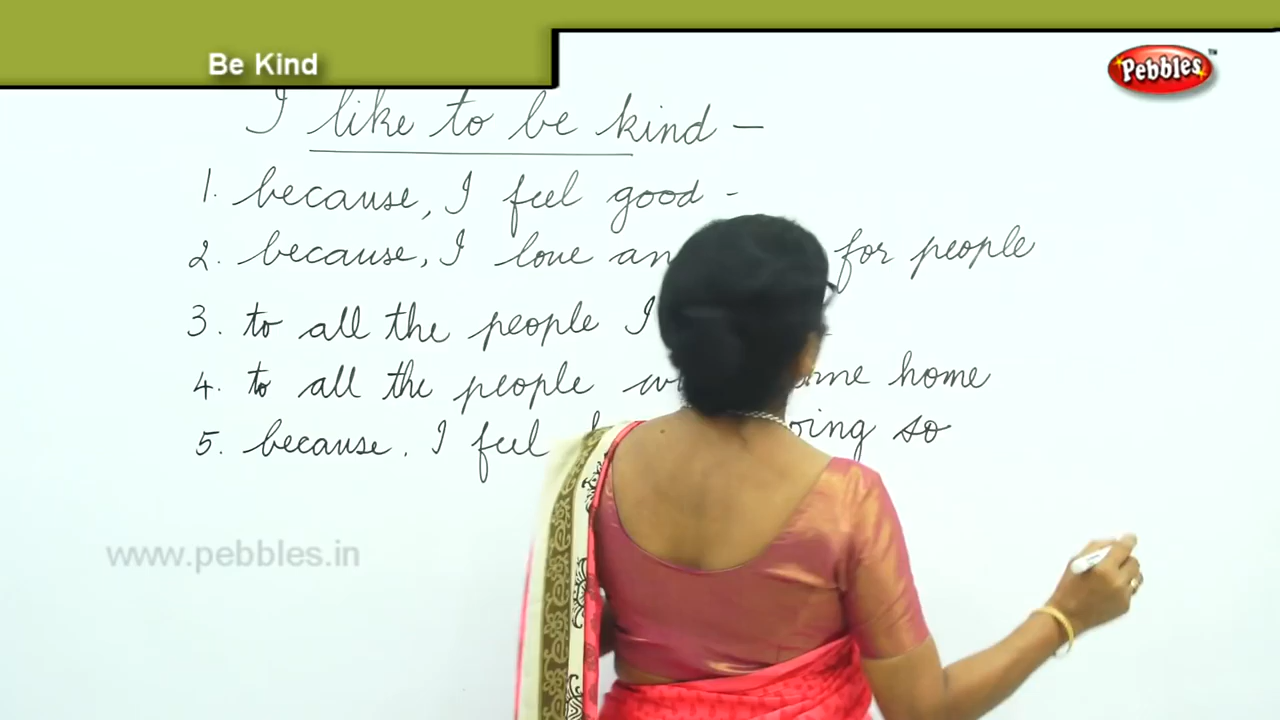 Be Kind
Pebbles™
I like to be kind —
1. because, I feel good -
2. because, I love an for people
3. to all the people I
4. to all the people home
5. because. I feel so
www.pebbles.in